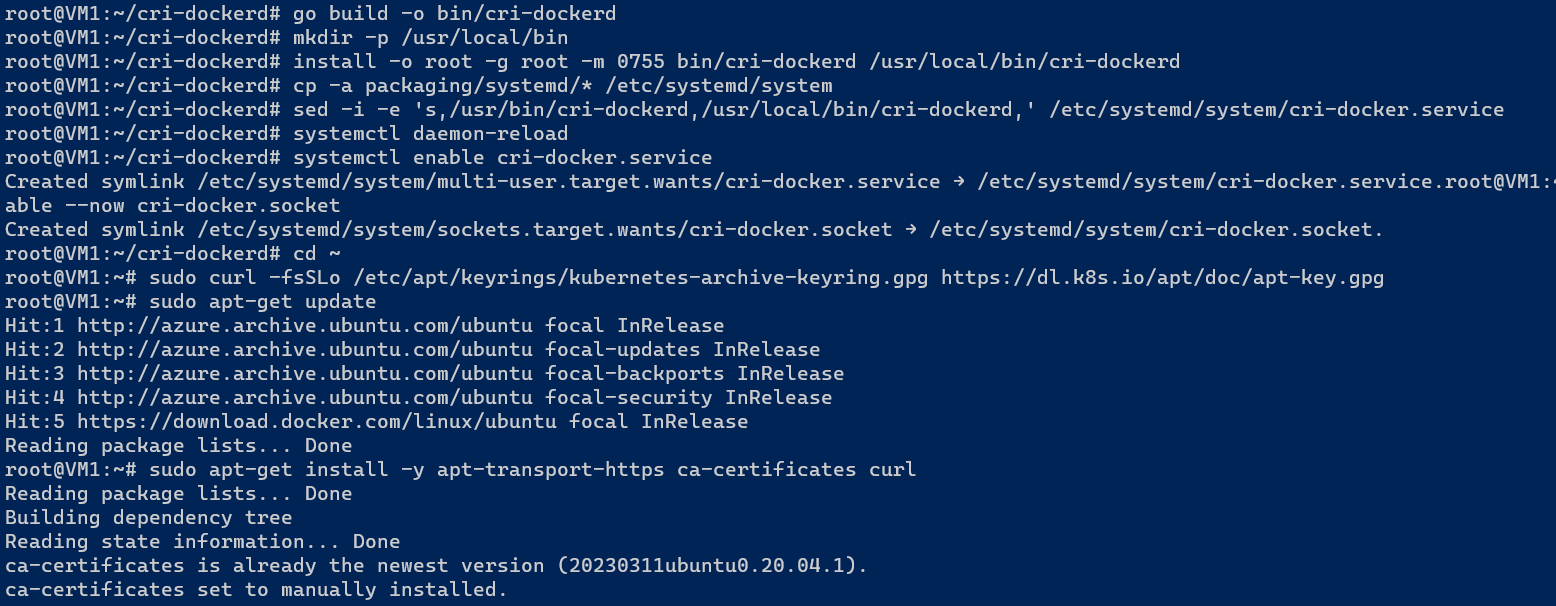 root@VM1:~/cri-dockerd# go build -o bin/cri-dockerd
root@VM1:~/cri-dockerd# mkdir -p /usr/local/bin
root@VM1:~/cri-dockerd# install -o root -g root -m 0755 bin/cri-dockerd /usr/local/bin/cri-dockerd
root@VM1:~/cri-dockerd# cp -a packaging/systemd/* /etc/systemd/system
root@VM1:~/cri-dockerd# sed -i -e 's,/usr/bin/cri-dockerd,/usr/local/bin/cri-dockerd,' /etc/systemd/system/cri-docker.service
root@VM1:~/cri-dockerd# systemctl daemon-reload
root@VM1:~/cri-dockerd# systemctl enable cri-docker.service
Created symlink /etc/systemd/system/multi-user.target.wants/cri-docker.service → /etc/systemd/system/cri-docker.service.root@VM1:~
able --now cri-docker.socket
Created symlink /etc/systemd/system/sockets.target.wants/cri-docker.socket → /etc/systemd/system/cri-docker.socket.
root@VM1:~/cri-dockerd# cd ~
root@VM1:~# sudo curl -fsSLo /etc/apt/keyrings/kubernetes-archive-keyring.gpg https://dl.k8s.io/apt/doc/apt-key.gpg
root@VM1:~# sudo apt-get update
Hit:1 http://azure.archive.ubuntu.com/ubuntu focal InRelease
Hit:2 http://azure.archive.ubuntu.com/ubuntu focal-updates InRelease
Hit:3 http://azure.archive.ubuntu.com/ubuntu focal-backports InRelease
Hit:4 http://azure.archive.ubuntu.com/ubuntu focal-security InRelease
Hit:5 https://download.docker.com/linux/ubuntu focal InRelease
Reading package lists... Done
root@VM1:~# sudo apt-get install -y apt-transport-https ca-certificates curl
Reading package lists... Done
Building dependency tree
Reading state information... Done
ca-certificates is already the newest version (20230311ubuntu0.20.04.1).
ca-certificates set to manually installed.